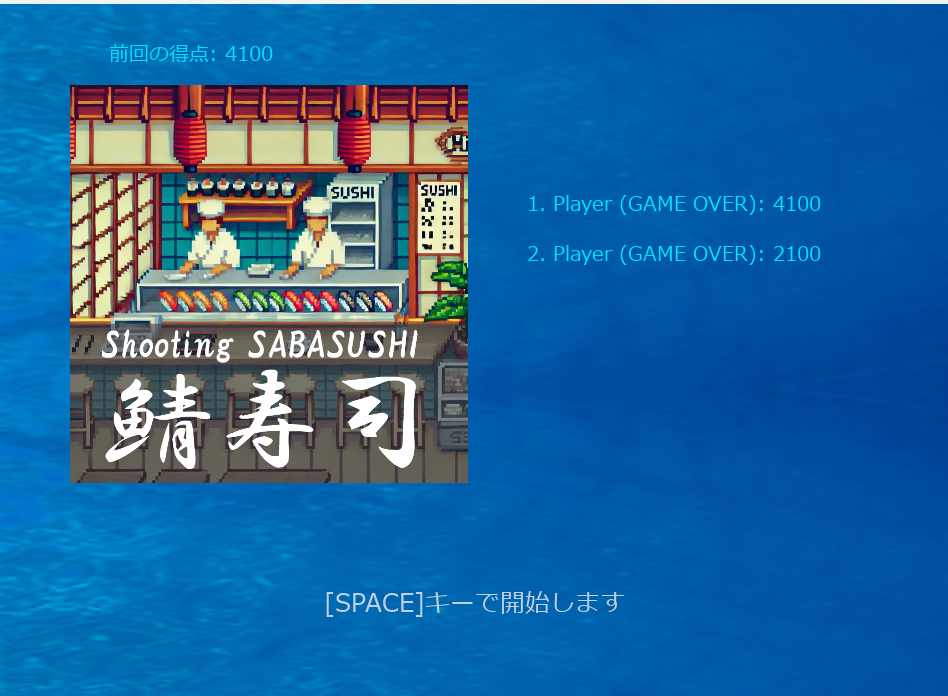 前回の得点: 4100
SUSHI
SUSHI
Shooting SABASUSHI
鯖寿司
1. Player (GAME OVER): 4100
2. Player (GAME OVER): 2100
[SPACE]キーで開始します